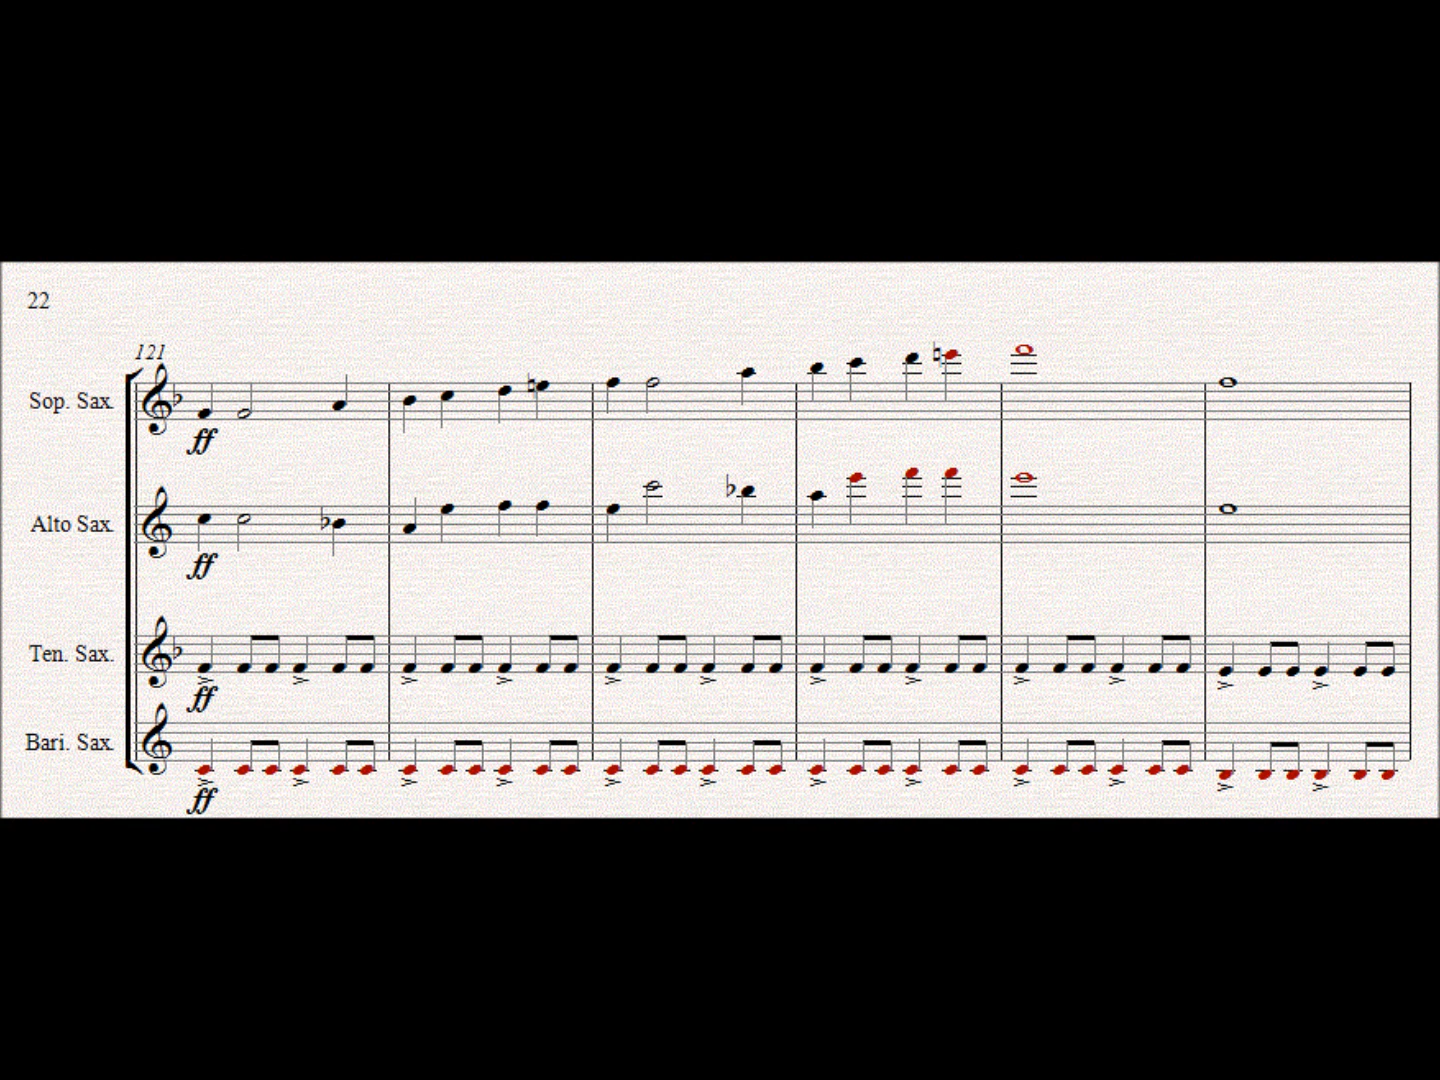 22
121
Sop. Sax.
ff
Alto Sax.
ff
Ten. Sax.
ff
Bari. Sax.
ff